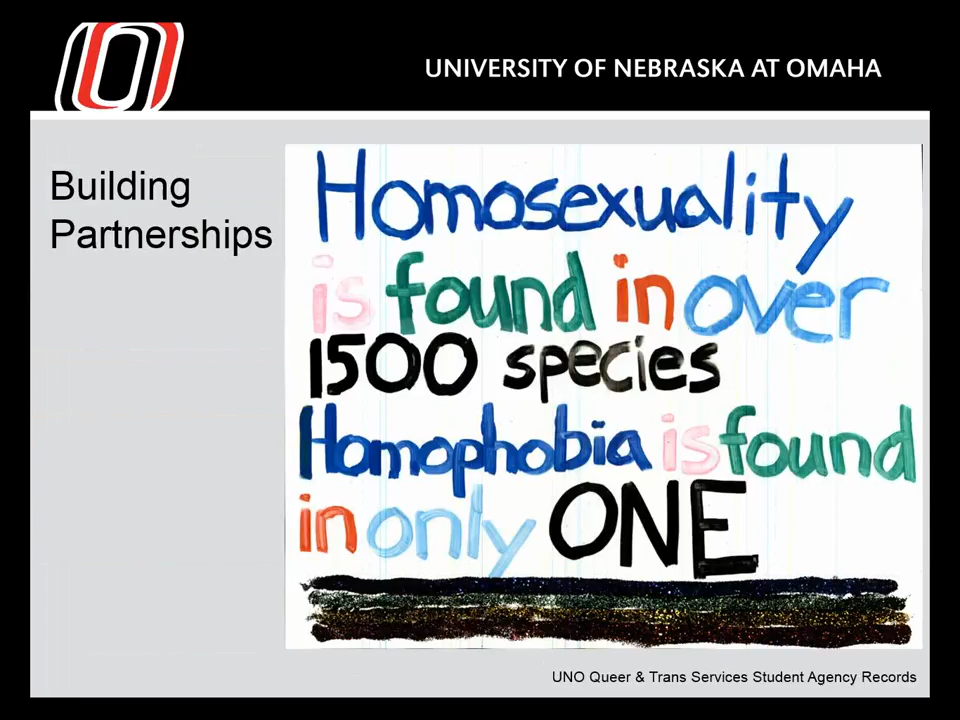 UNIVERSITY OF NEBRASKA AT OMAHA
Building
Partnerships
Homosexuality
is found in over
1500 species
Homophobia is found
in only ONE
UNO Queer & Trans Services Student Agency Records